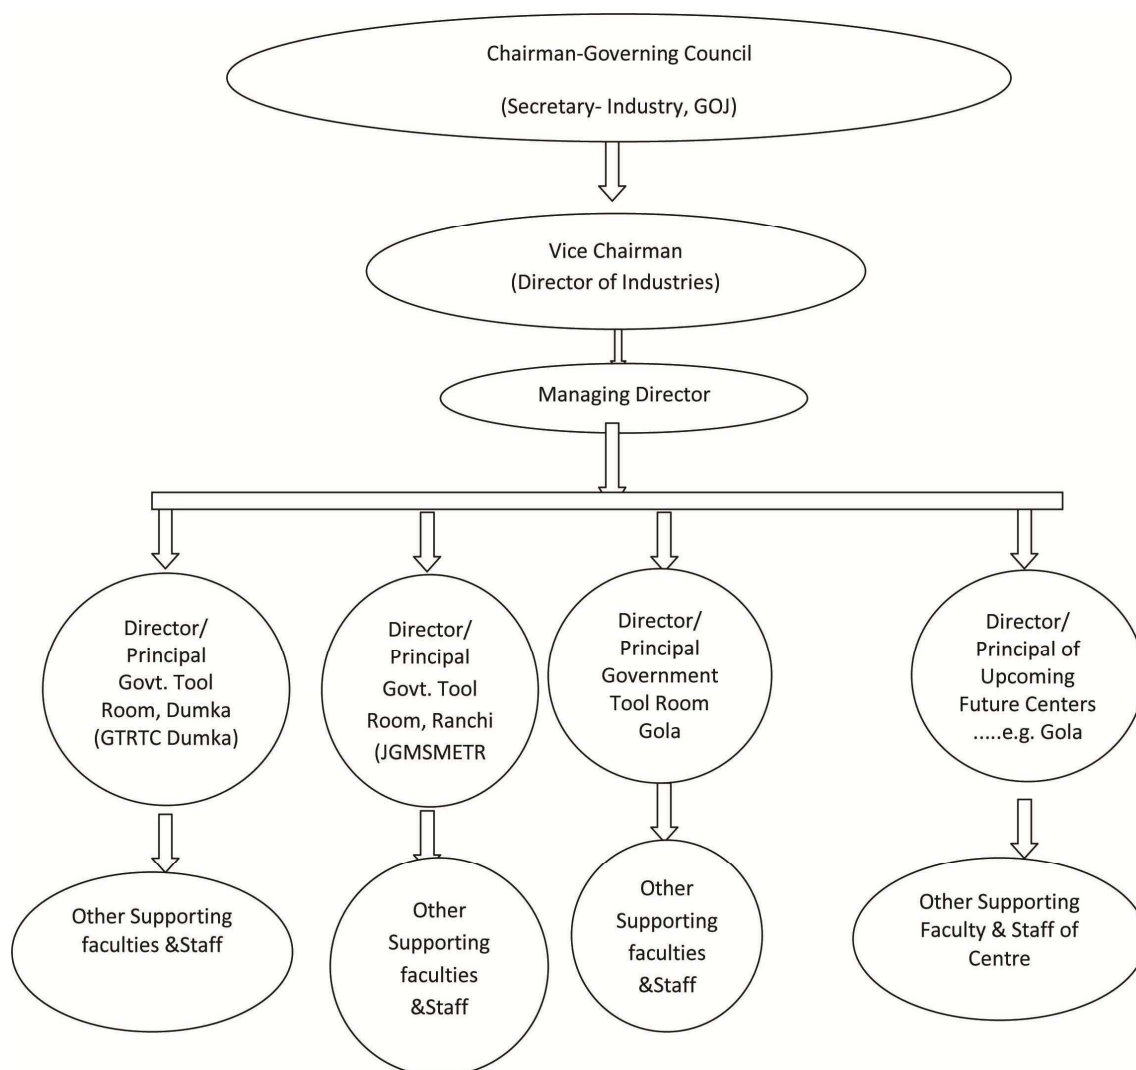 Chairman-Governing Council
(Secretary- Industry, GOJ)
Vice Chairman
(Director of Industries)
Managing Director
Director/
Principal
Govt. Tool
Room, Dumka
(GTRTC Dumka)
Director/
Principal
Govt. Tool
Room, Ranchi
(JGMSMETR
Director/
Principal
Government
Tool Room
Gola
Director/
Principal of
Upcoming
Future Centers
.....e.g. Gola
Other Supporting
faculties &Staff
Other
Supporting
faculties
&Staff
Other
Supporting
faculties
&Staff
Other Supporting
Faculty & Staff of
Centre